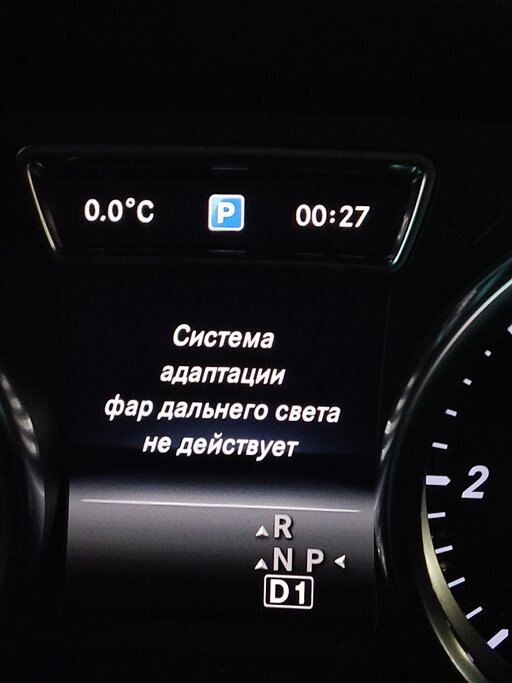 0.0°C P 00:27
Система
адаптации
фар дальнего света
не действует
R
N P
D1
2